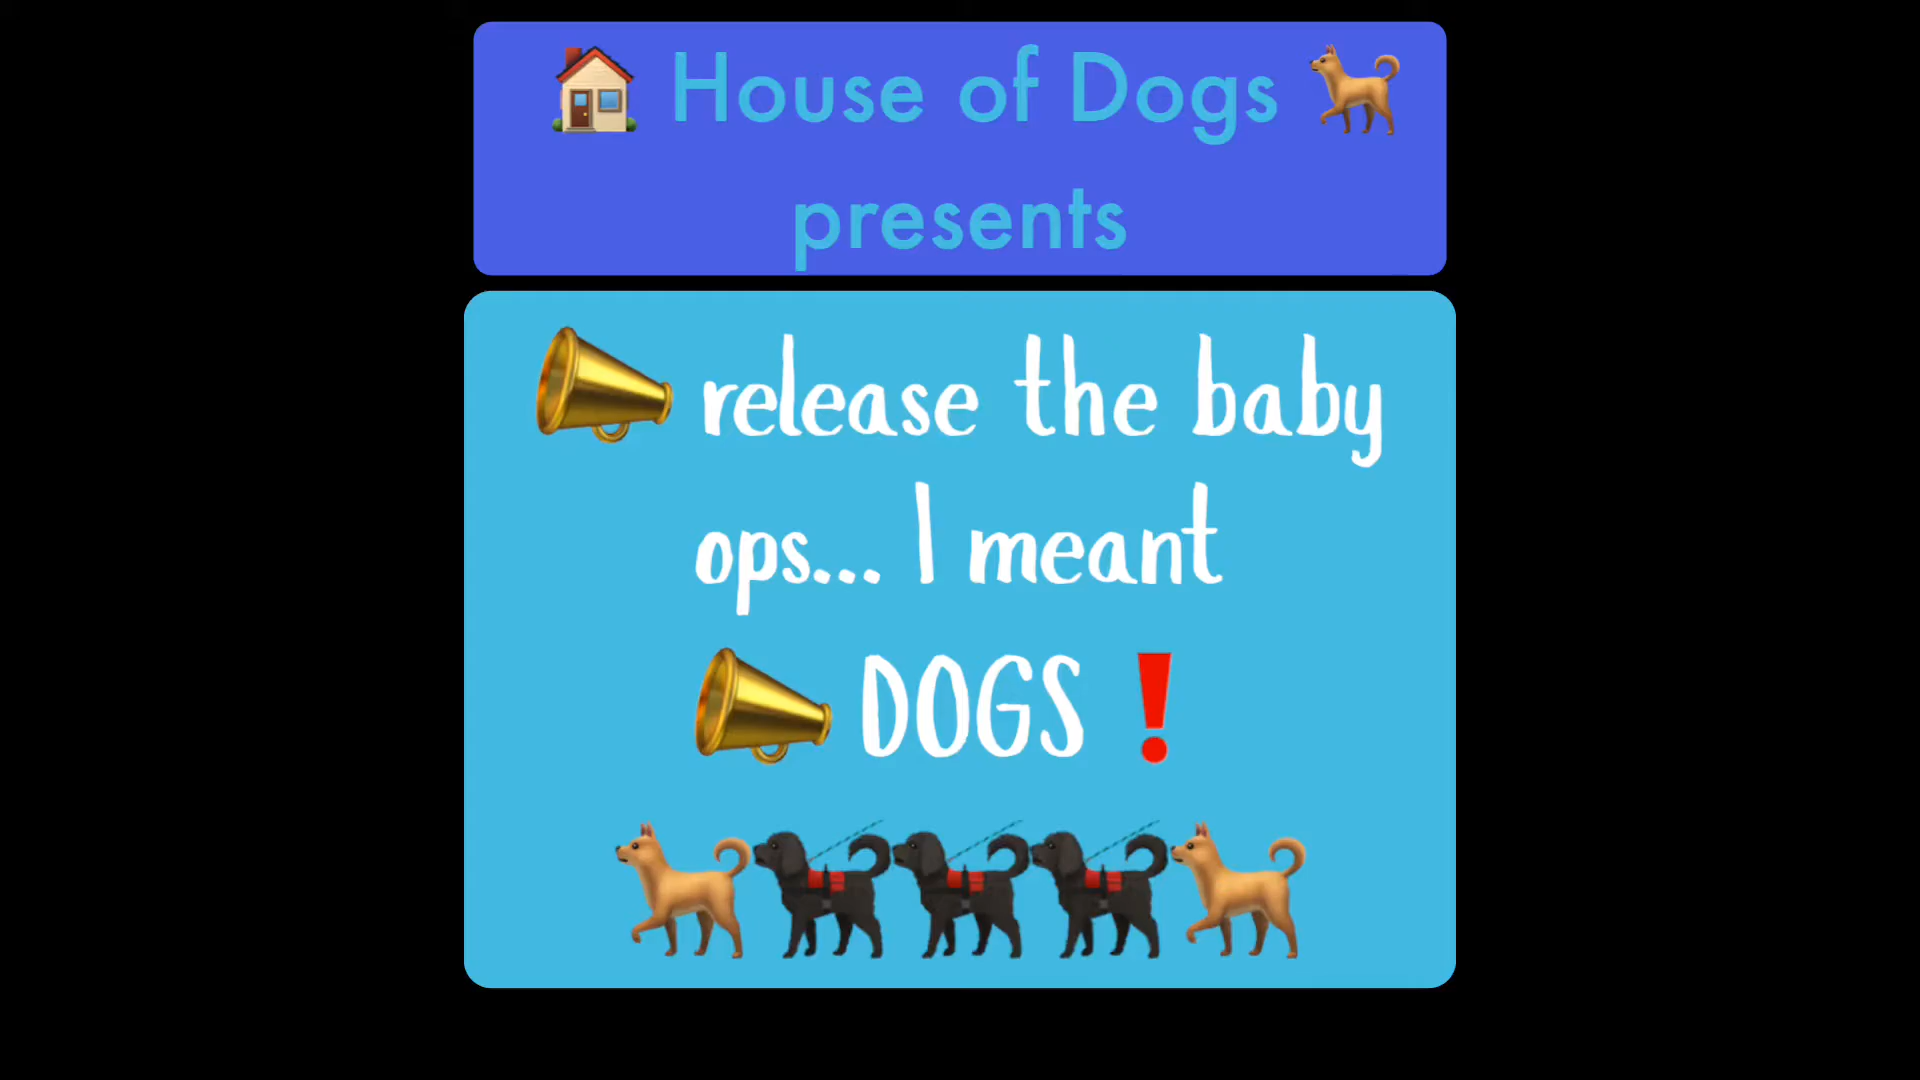 🏠 House of Dogs 🐕
presents
📣 release the baby
ops... I meant
📣 DOGS ❗
🐕🐕‍🦺🐕‍🦺🐕‍🦺🐕